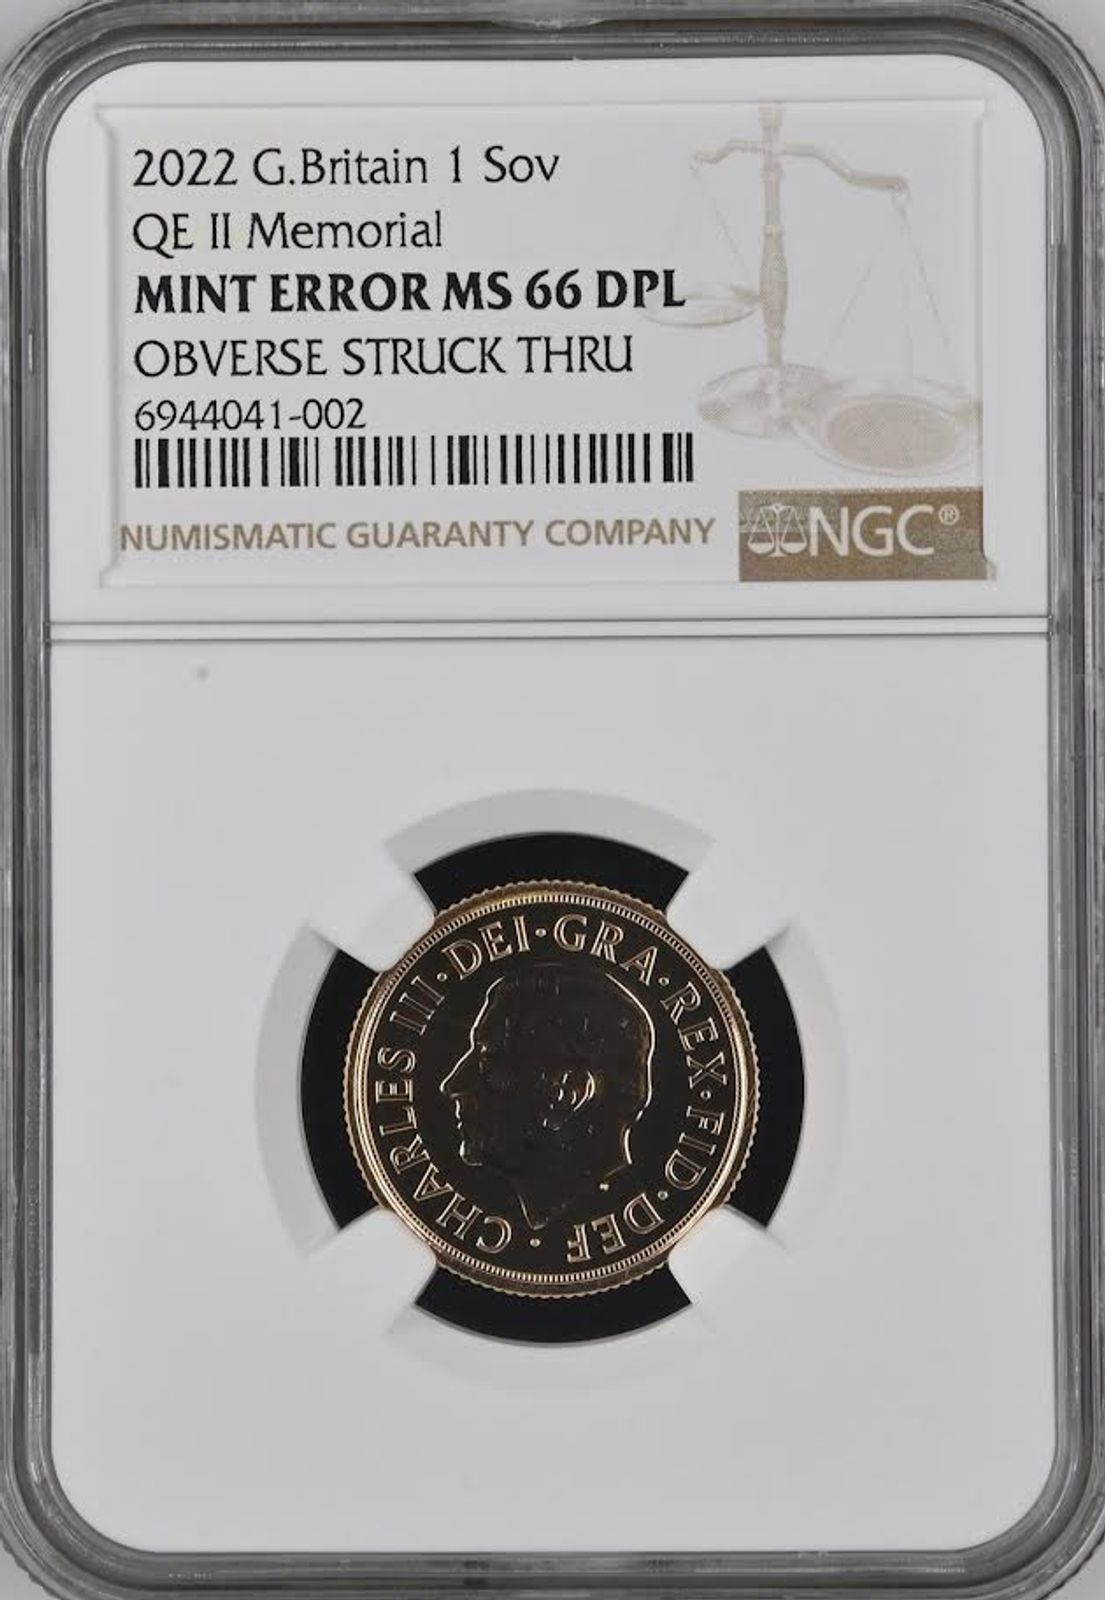 2022 G.Britain 1 Sov
QE II Memorial
MINT ERROR MS 66 DPL
OBVERSE STRUCK THRU
6944041-002
NUMISMATIC GUARANTY COMPANY
NGC®
CHARLES III · DEI · GRA · REX · FID · DEF ·